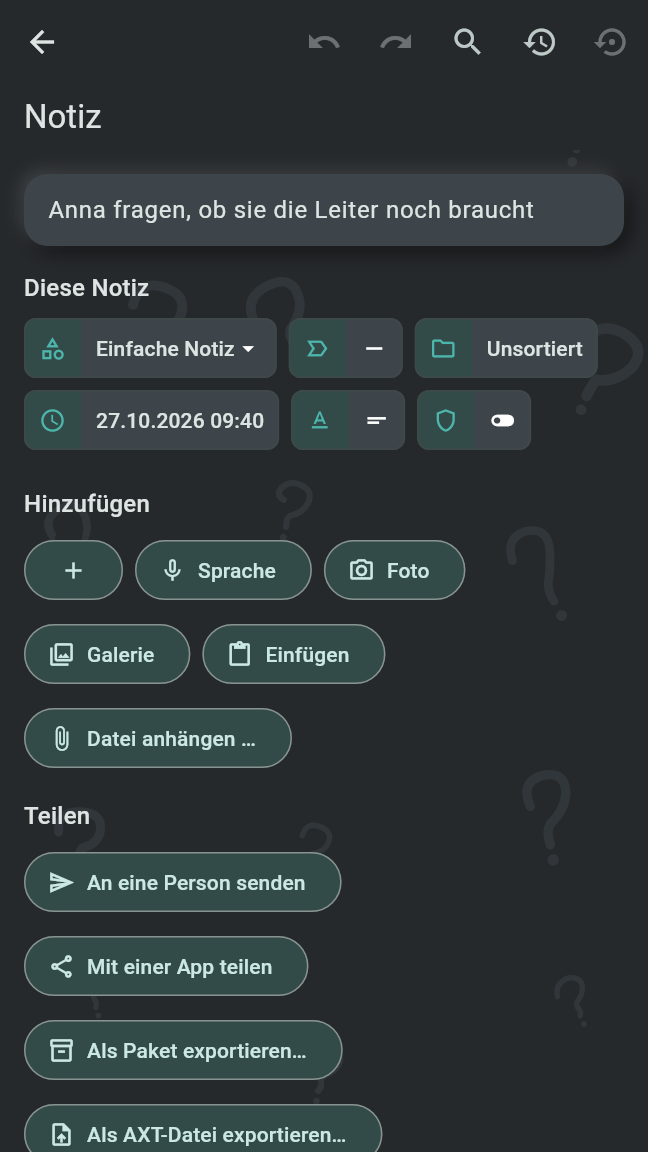 Notiz
Anna fragen, ob sie die Leiter noch braucht
Diese Notiz
Einfache Notiz
Unsortiert
27.10.2026 09:40
Hinzufügen
Sprache
Foto
Galerie
Einfügen
Datei anhängen ...
Teilen
An eine Person senden
Mit einer App teilen
Als Paket exportieren...
Als AXT-Datei exportieren...